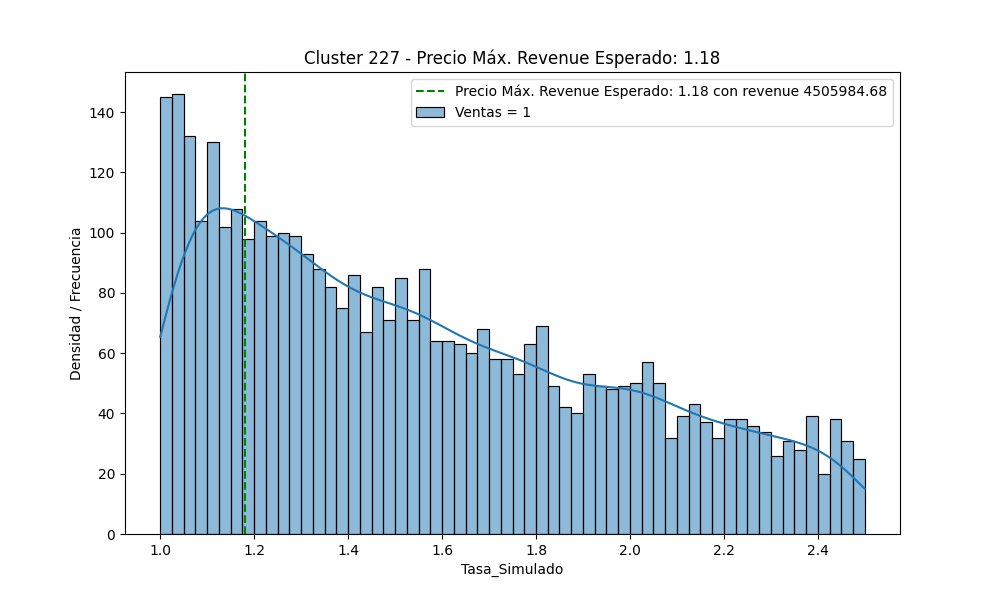 Cluster 227 - Precio Máx. Revenue Esperado: 1.18
Precio Máx. Revenue Esperado: 1.18 con revenue 4505984.68
Ventas = 1
Densidad / Frecuencia
140
120
100
80
60
40
20
0
1.0 1.2 1.4 1.6 1.8 2.0 2.2 2.4
Tasa_Simulado